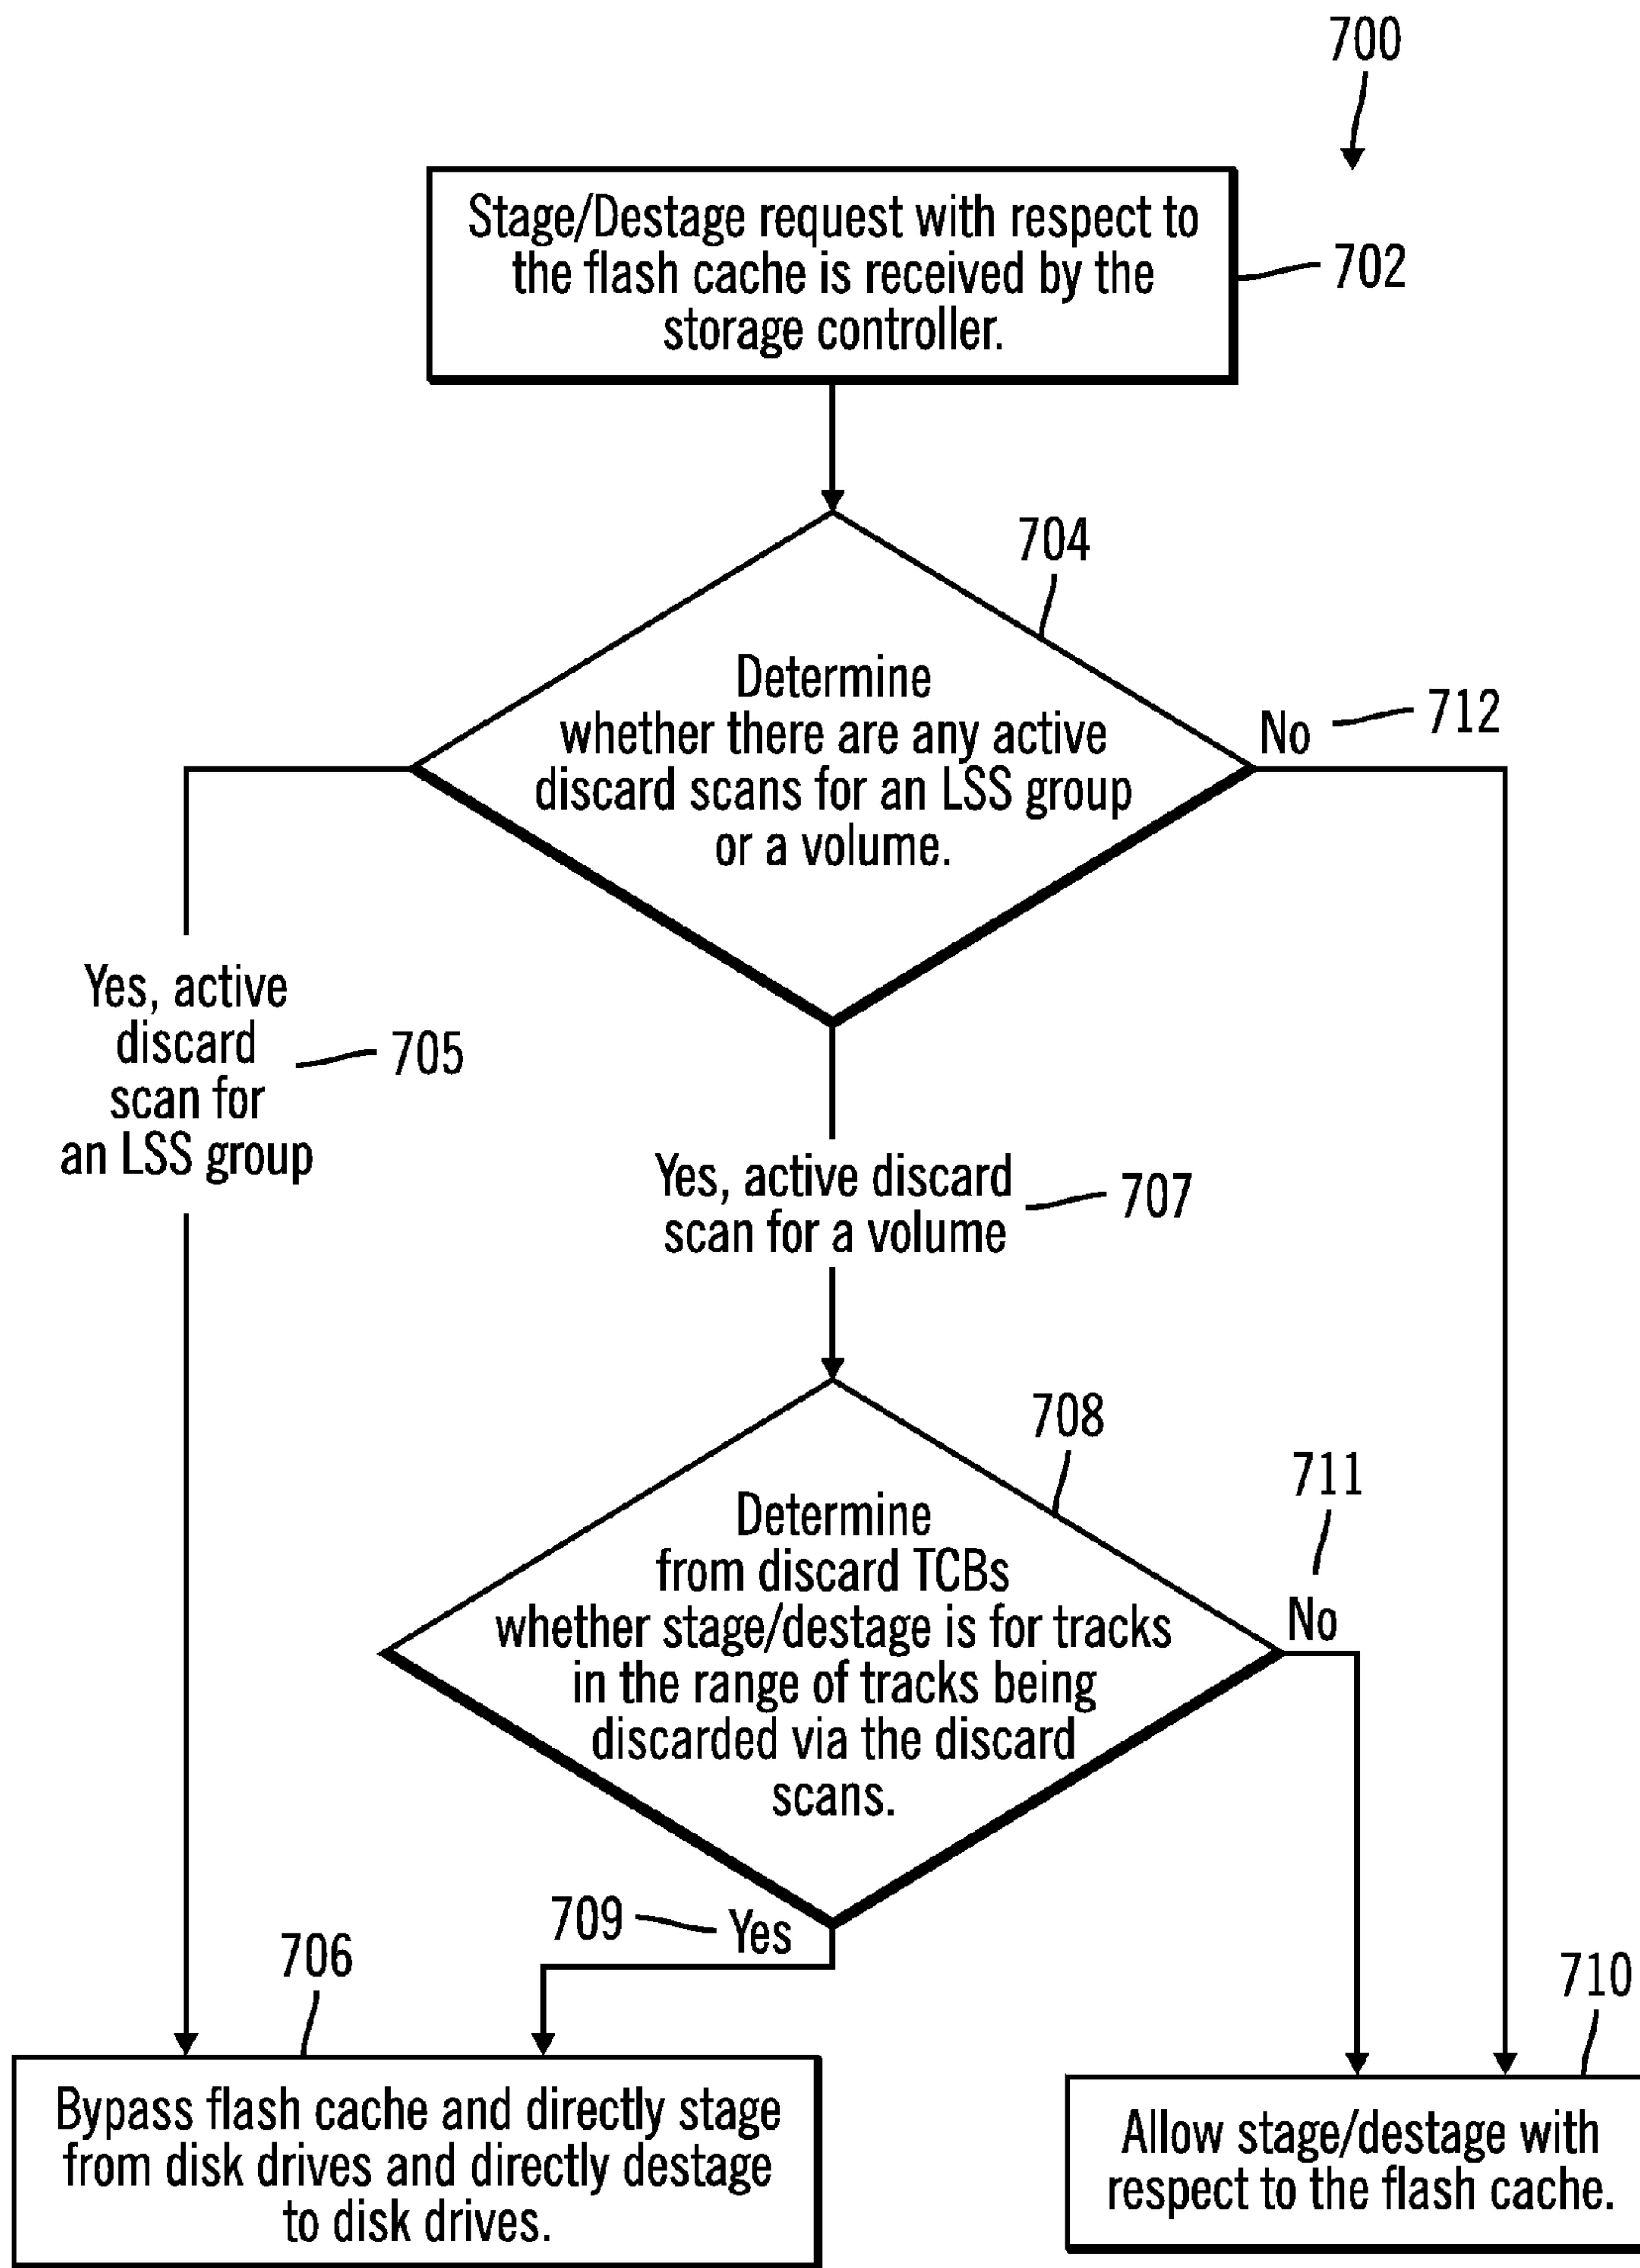 700
Stage/Destage request with respect to
the flash cache is received by the
storage controller.
702
704
Determine
whether there are any active
discard scans for an LSS group
or a volume.
No
712
Yes, active
discard
scan for
an LSS group
705
Yes, active discard
scan for a volume
707
708
711
Determine
from discard TCBs
whether stage/destage is for tracks
in the range of tracks being
discarded via the discard
scans.
No
709
Yes
706
710
Bypass flash cache and directly stage
from disk drives and directly destage
to disk drives.
Allow stage/destage with
respect to the flash cache.